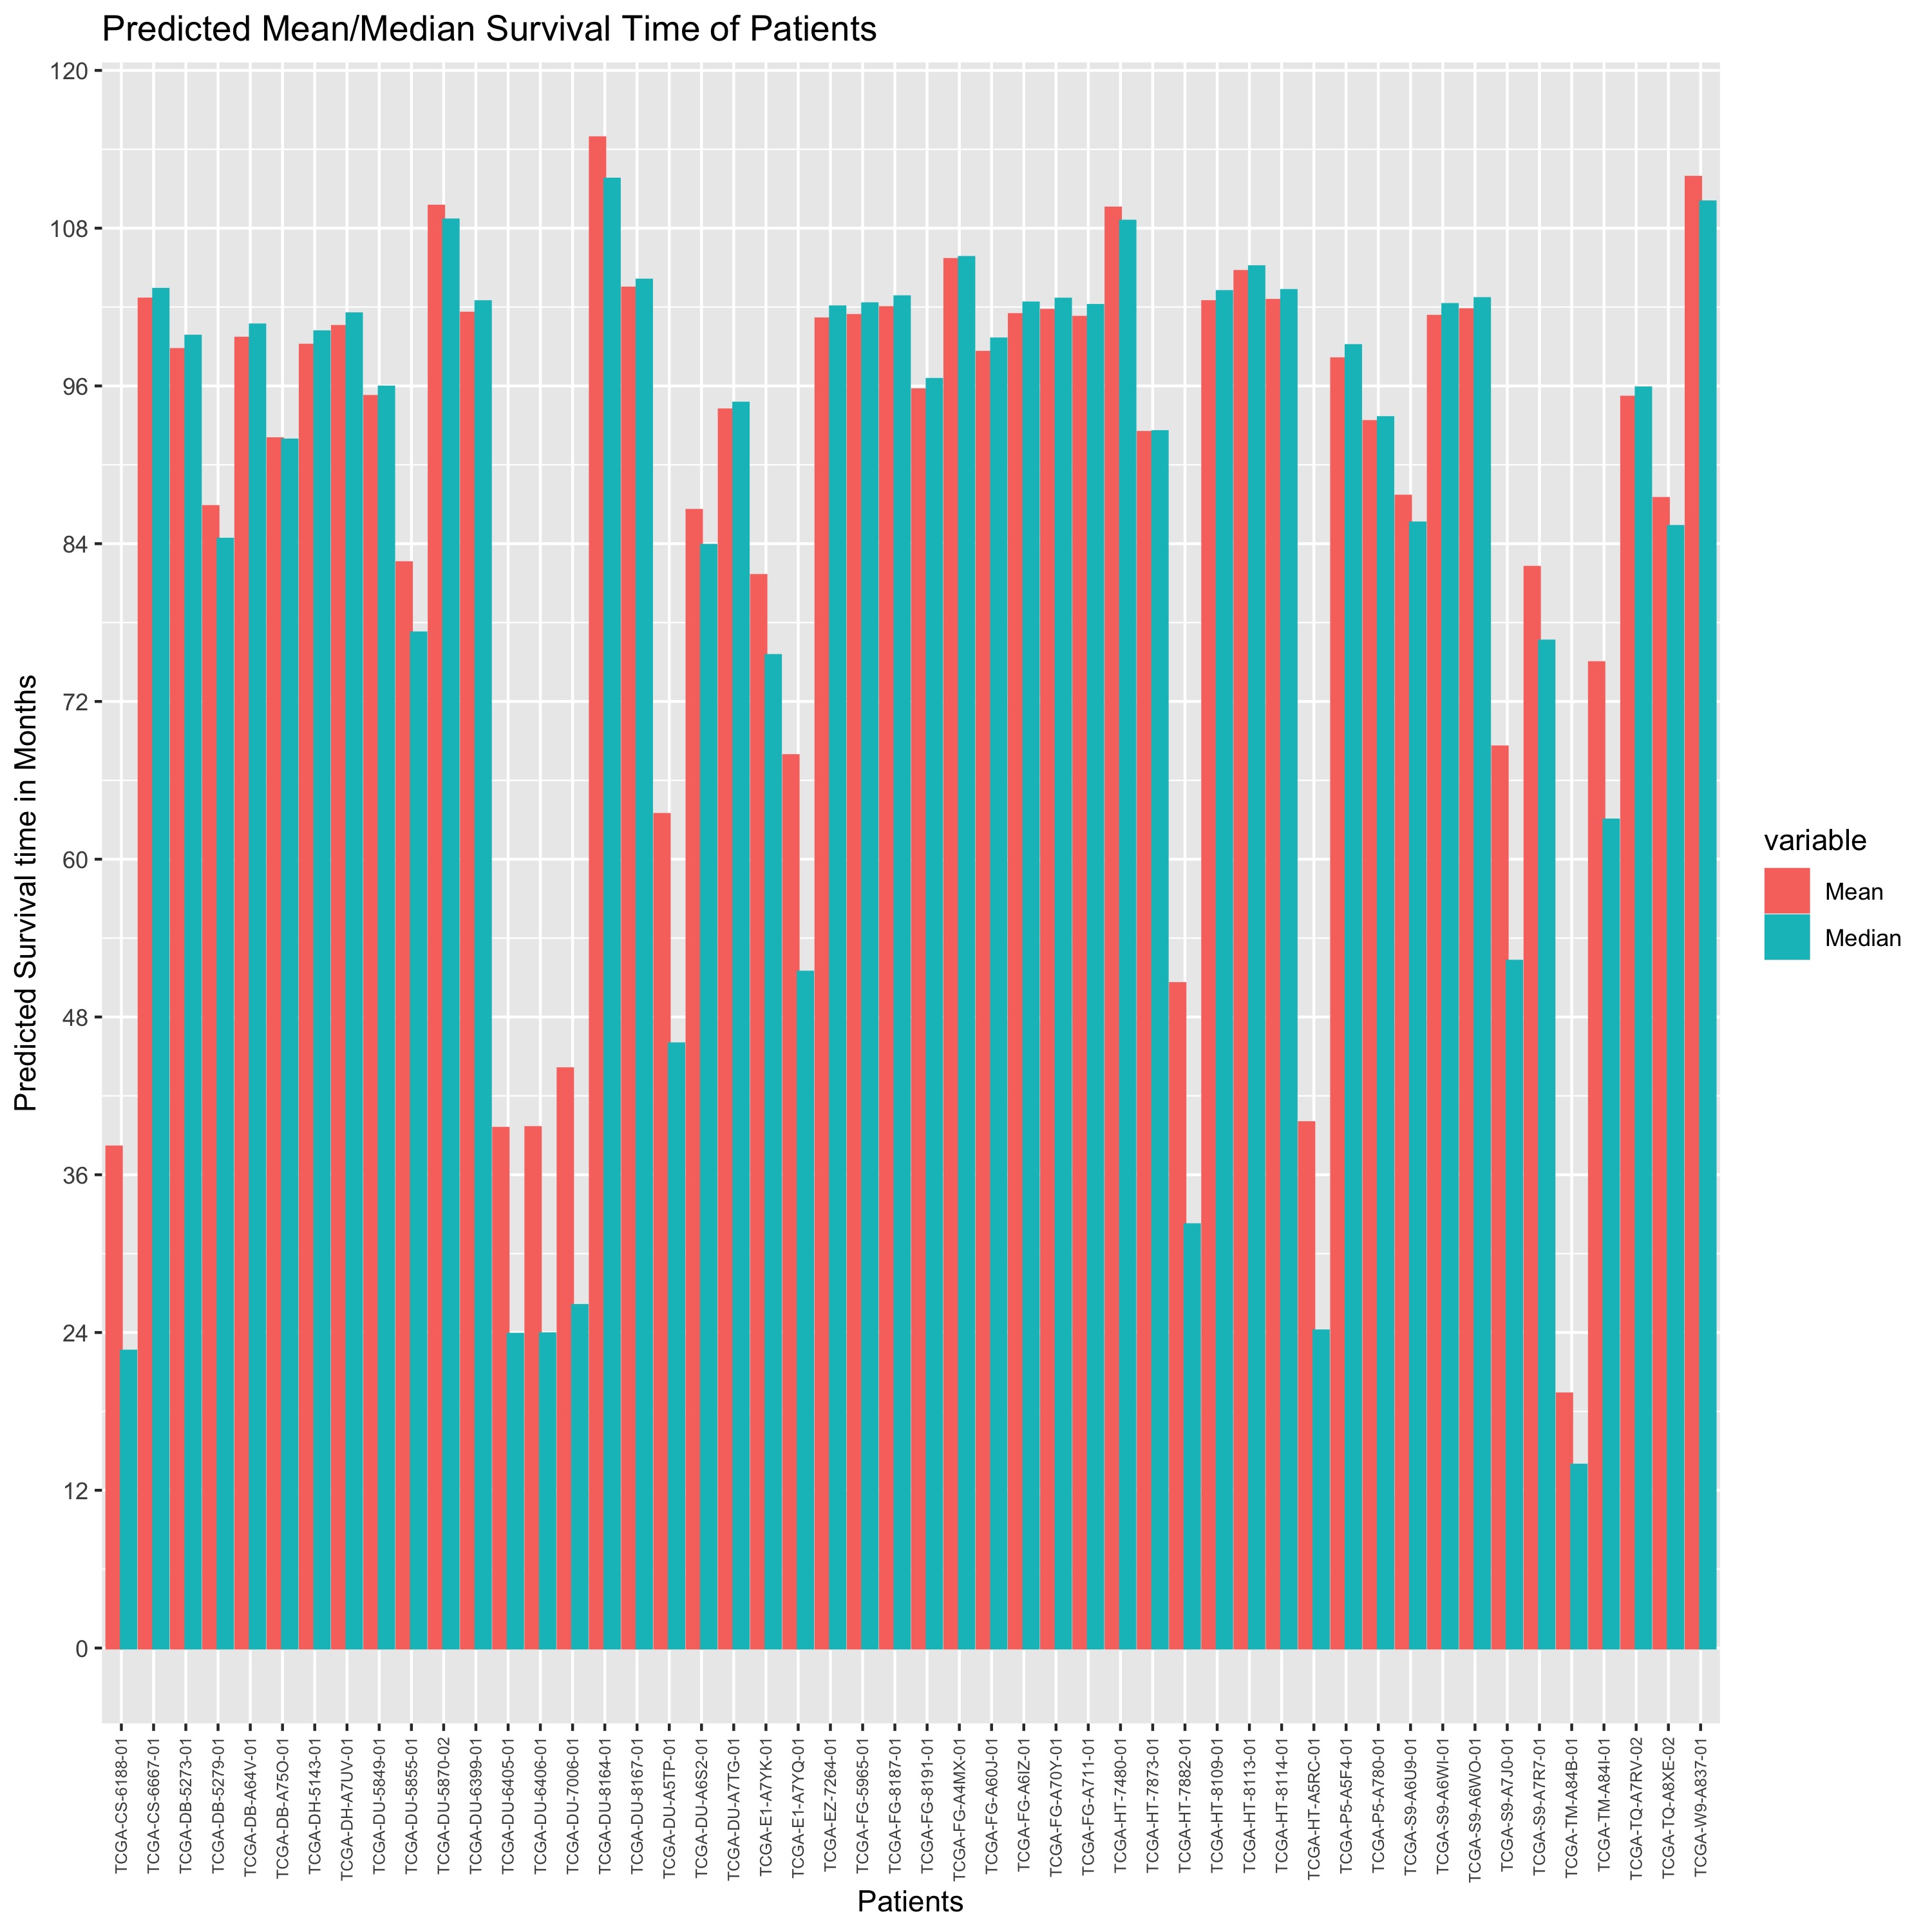 Predicted Mean/Median Survival Time of Patients
120
108
96
84
72
60
48
36
24
12
0
Predicted Survival time in Months
TCGA-CS-6188-01
TCGA-CS-6667-01
TCGA-DB-5273-01
TCGA-DB-5279-01
TCGA-DB-A64V-01
TCGA-DB-A75O-01
TCGA-DH-5143-01
TCGA-DH-A7UV-01
TCGA-DU-5849-01
TCGA-DU-5855-01
TCGA-DU-5870-02
TCGA-DU-6399-01
TCGA-DU-6405-01
TCGA-DU-6406-01
TCGA-DU-7006-01
TCGA-DU-8164-01
TCGA-DU-8167-01
TCGA-DU-A5TP-01
TCGA-DU-A6S2-01
TCGA-DU-A7TG-01
TCGA-E1-A7YK-01
TCGA-E1-A7YQ-01
TCGA-EZ-7264-01
TCGA-FG-5965-01
TCGA-FG-8187-01
TCGA-FG-8191-01
TCGA-FG-A4MX-01
TCGA-FG-A60J-01
TCGA-FG-A6IZ-01
TCGA-FG-A70Y-01
TCGA-FG-A711-01
TCGA-HT-7480-01
TCGA-HT-7873-01
TCGA-HT-7882-01
TCGA-HT-8109-01
TCGA-HT-8113-01
TCGA-HT-8114-01
TCGA-HT-A5RC-01
TCGA-P5-A5F4-01
TCGA-P5-A780-01
TCGA-S9-A6U9-01
TCGA-S9-A6WI-01
TCGA-S9-A6WO-01
TCGA-S9-A7J0-01
TCGA-S9-A7R7-01
TCGA-TM-A84B-01
TCGA-TM-A84I-01
TCGA-TQ-A7RV-02
TCGA-TQ-A8XE-02
TCGA-W9-A837-01
Patients
variable
Mean
Median